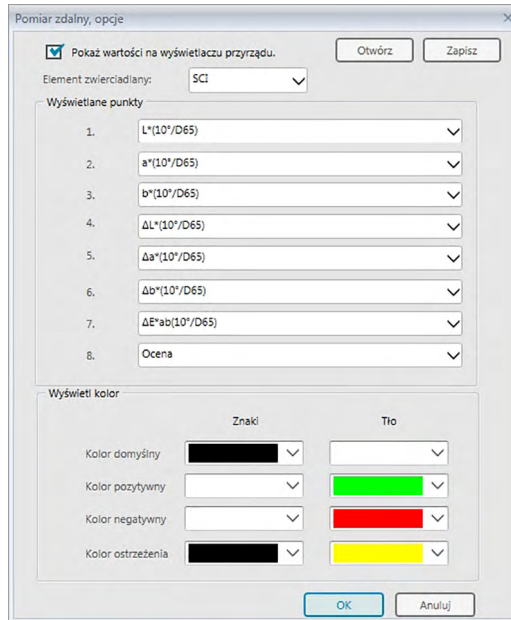 Pomiar zdalny, opcje
Pokaż wartości na wyświetlaczu przyrządu.
Otwórz
Zapisz
Element zwierciadlany:
SCI
Wyświetlane punkty
1. L*(10°/D65)
2. a*(10°/D65)
3. b*(10°/D65)
4. ΔL*(10°/D65)
5. Δa*(10°/D65)
6. Δb*(10°/D65)
7. ΔE*ab(10°/D65)
8. Ocena
Wyświetl kolor
Znaki Tło
Kolor domyślny
Kolor pozytywny
Kolor negatywny
Kolor ostrzeżenia
OK Anuluj